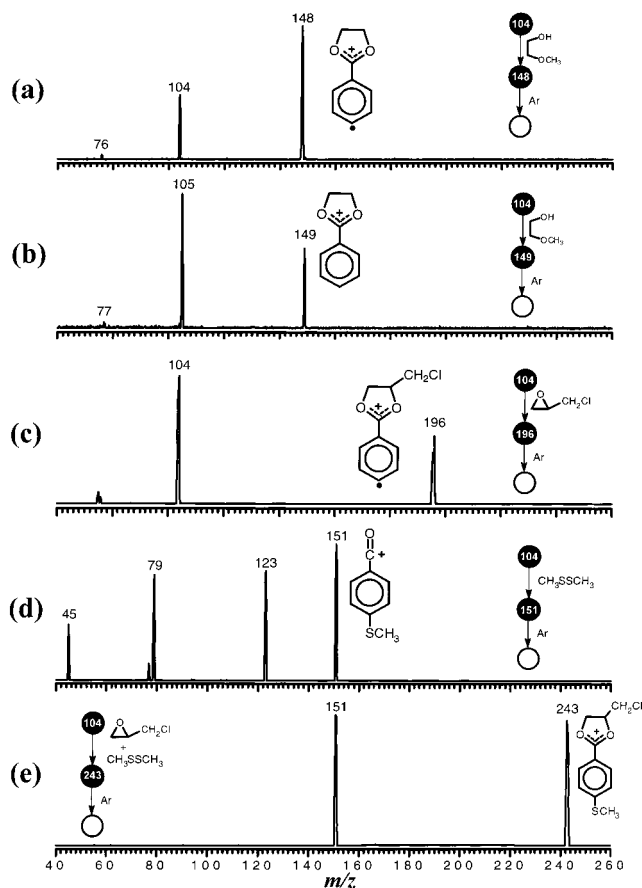 (a)
76
104
148
O + O
104
OH
OCH3
148
Ar
(b)
77
105
149
O + O
104
OH
OCH3
149
Ar
(c)
104
CH2Cl
O + O
196
104
O
CH2Cl
196
Ar
(d)
45
79
123
151
O
C +
SCH3
104
CH3SSCH3
151
Ar
(e)
104
O
CH2Cl
+
CH3SSCH3
243
Ar
151
243
CH2Cl
O + O
SCH3
40 60 80 100 120 140 160 180 200 220 240 260
m/z